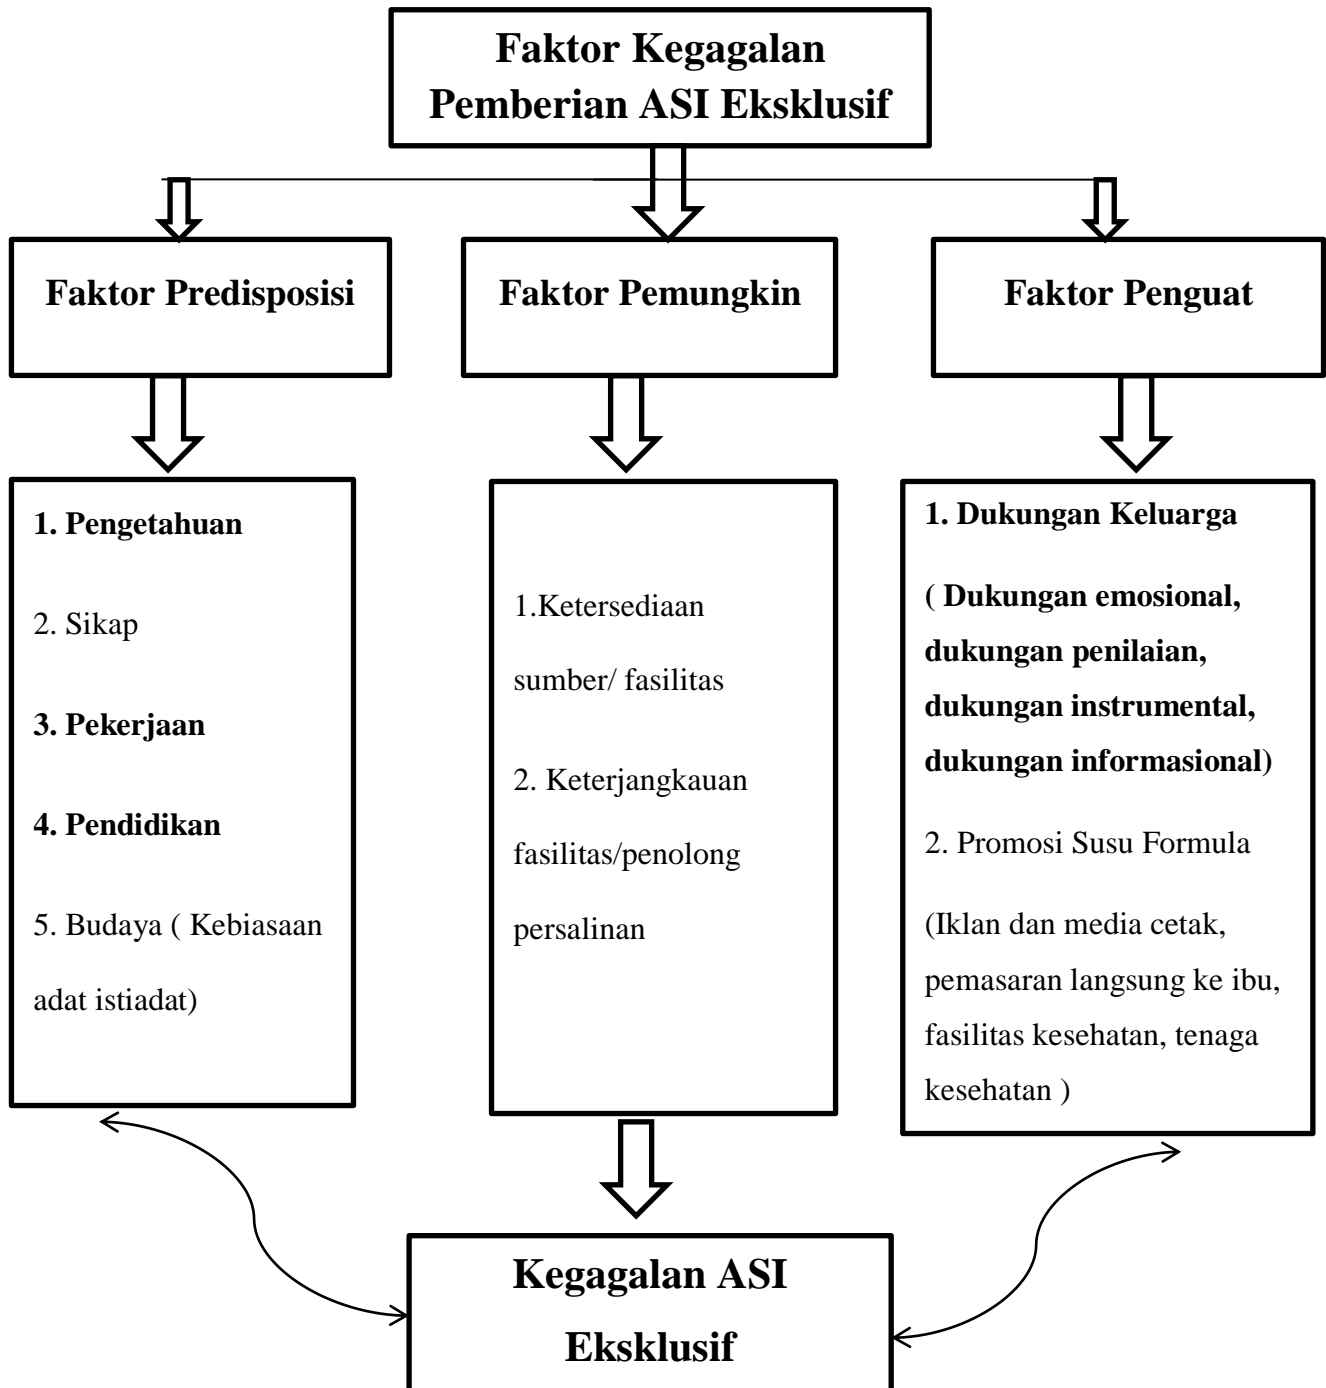 Faktor Kegagalan
Pemberian ASI Eksklusif
Faktor Predisposisi
Faktor Pemungkin
Faktor Penguat
1. Pengetahuan
2. Sikap
3. Pekerjaan
4. Pendidikan
5. Budaya ( Kebiasaan
adat istiadat)
1.Ketersediaan
sumber/ fasilitas
2. Keterjangkauan
fasilitas/penolong
persalinan
1. Dukungan Keluarga
( Dukungan emosional,
dukungan penilaian,
dukungan instrumental,
dukungan informasional)
2. Promosi Susu Formula
(Iklan dan media cetak,
pemasaran langsung ke ibu,
fasilitas kesehatan, tenaga
kesehatan )
Kegagalan ASI
Eksklusif